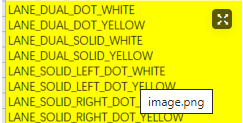 LANE_DUAL_DOT_WHITE
LANE_DUAL_DOT_YELLOW
LANE_DUAL_SOLID_WHITE
LANE_DUAL_SOLID_YELLOW
LANE_SOLID_LEFT_DOT_WHITE
LANE_SOLID_LEFT_DOT_YELLOW
LANE_SOLID_RIGHT_DOT_
image.png
LANE_SOLID_RIGHT_DOT_YELLOW